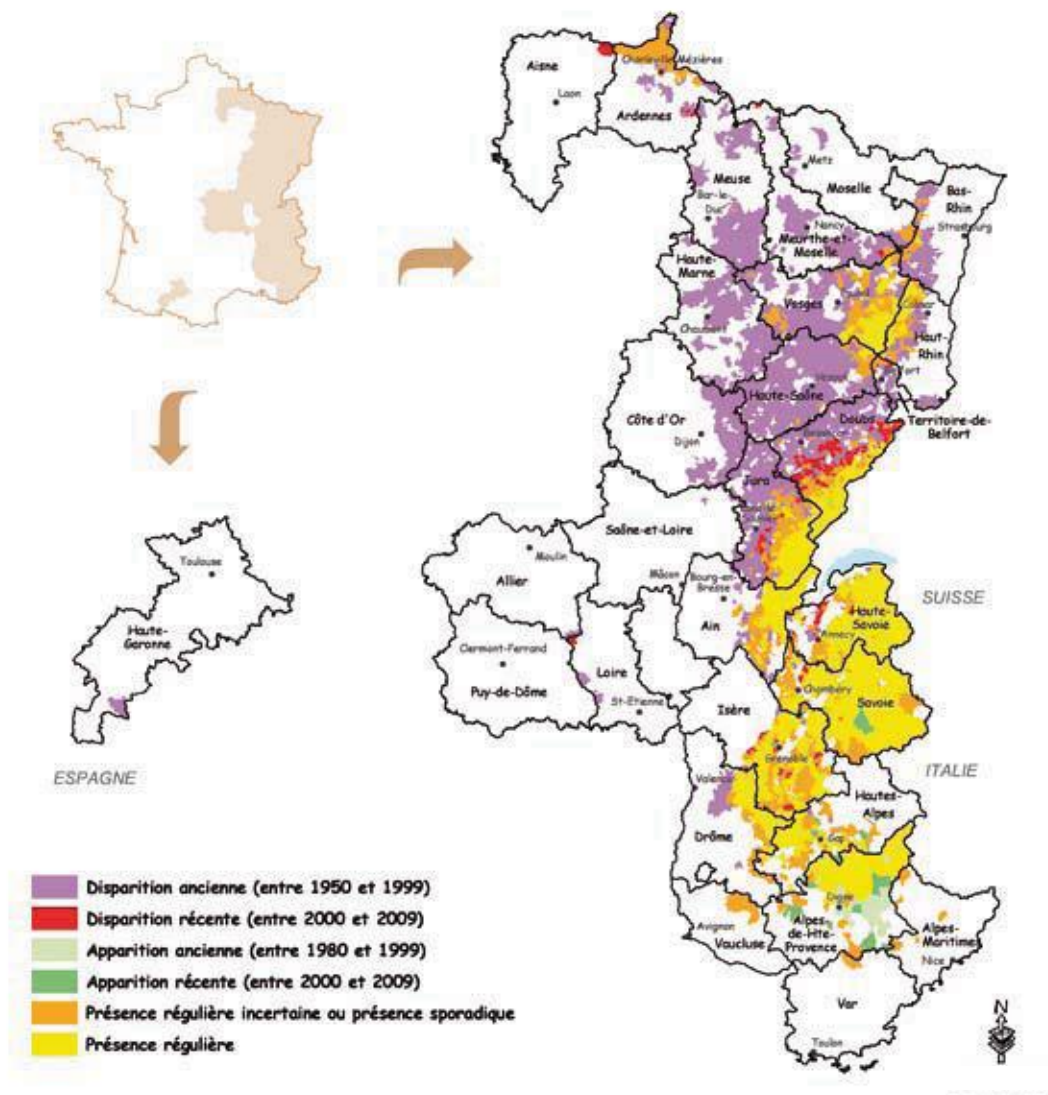 Aisne
Laon
Charleville-Mézières
Ardennes
Meuse
Bar-le-
Duc
Metz
Moselle
Bas-
Rhin
Strasbourg
Nancy
Meurthe-et-
Moselle
Haute-
Marne
Chaumont
Vosges
Colmar
Haut-
Rhin
Haute-Saône
Côte d'Or
Dijon
Doubs
Territoire-de-
Belfort
Jura
Saône-et-Loire
Mâcon
Bourg-en-
Bresse
Ain
Moulin
Allier
Clermont-Ferrand
Puy-de-Dôme
Loire
St-Etienne
SUISSE
Haute-
Savoie
Annecy
Chambéry
Savoie
Isère
Grenoble
ITALIE
Valence
Drôme
Hautes-
Alpes
Gap
Digne
Alpes-
de-Hte-
Provence
Alpes-
Maritimes
Nice
Avignon
Vaucluse
Var
Toulon
N
Toulouse
Haute-
Garonne
ESPAGNE
Disparition ancienne (entre 1950 et 1999)
Disparition récente (entre 2000 et 2009)
Apparition ancienne (entre 1980 et 1999)
Apparition récente (entre 2000 et 2009)
Présence régulière incertaine ou présence sporadique
Présence régulière